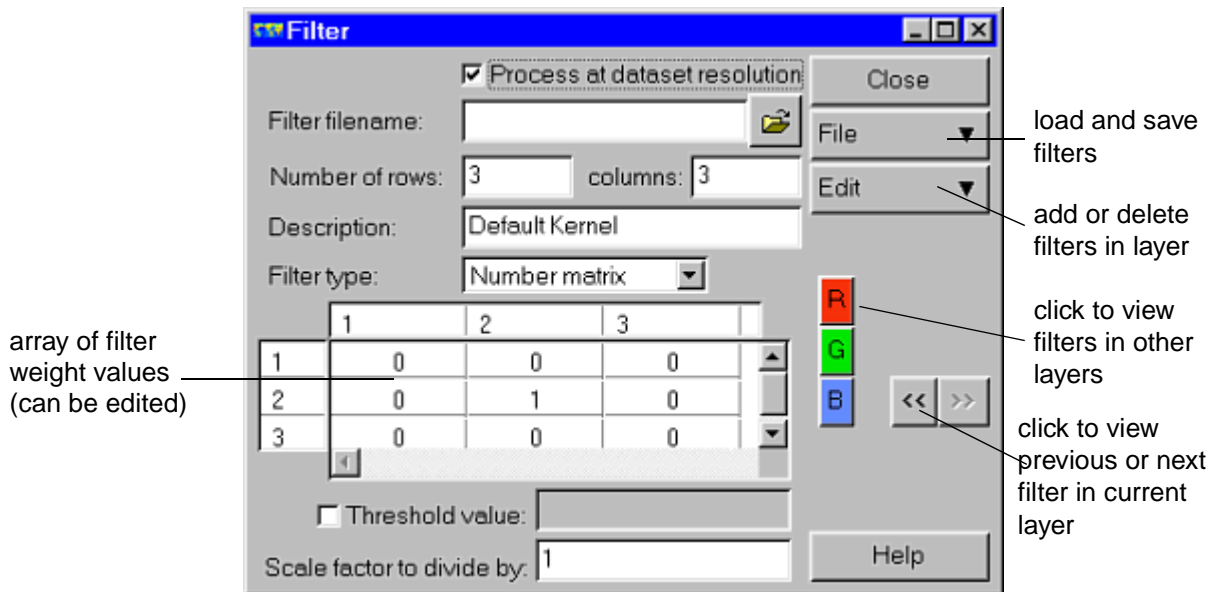 Filter
Process at dataset resolution
Close
Filter filename:
File
load and save
filters
Number of rows: 3 columns: 3
Edit
Description: Default Kernel
add or delete
filters in layer
Filter type: Number matrix
R
G
B
click to view
filters in other
layers
1 2 3
1 0 0 0
2 0 1 0
3 0 0 0
array of filter
weight values
(can be edited)
<< >>
click to view
previous or next
filter in current
layer
Threshold value:
Scale factor to divide by: 1
Help